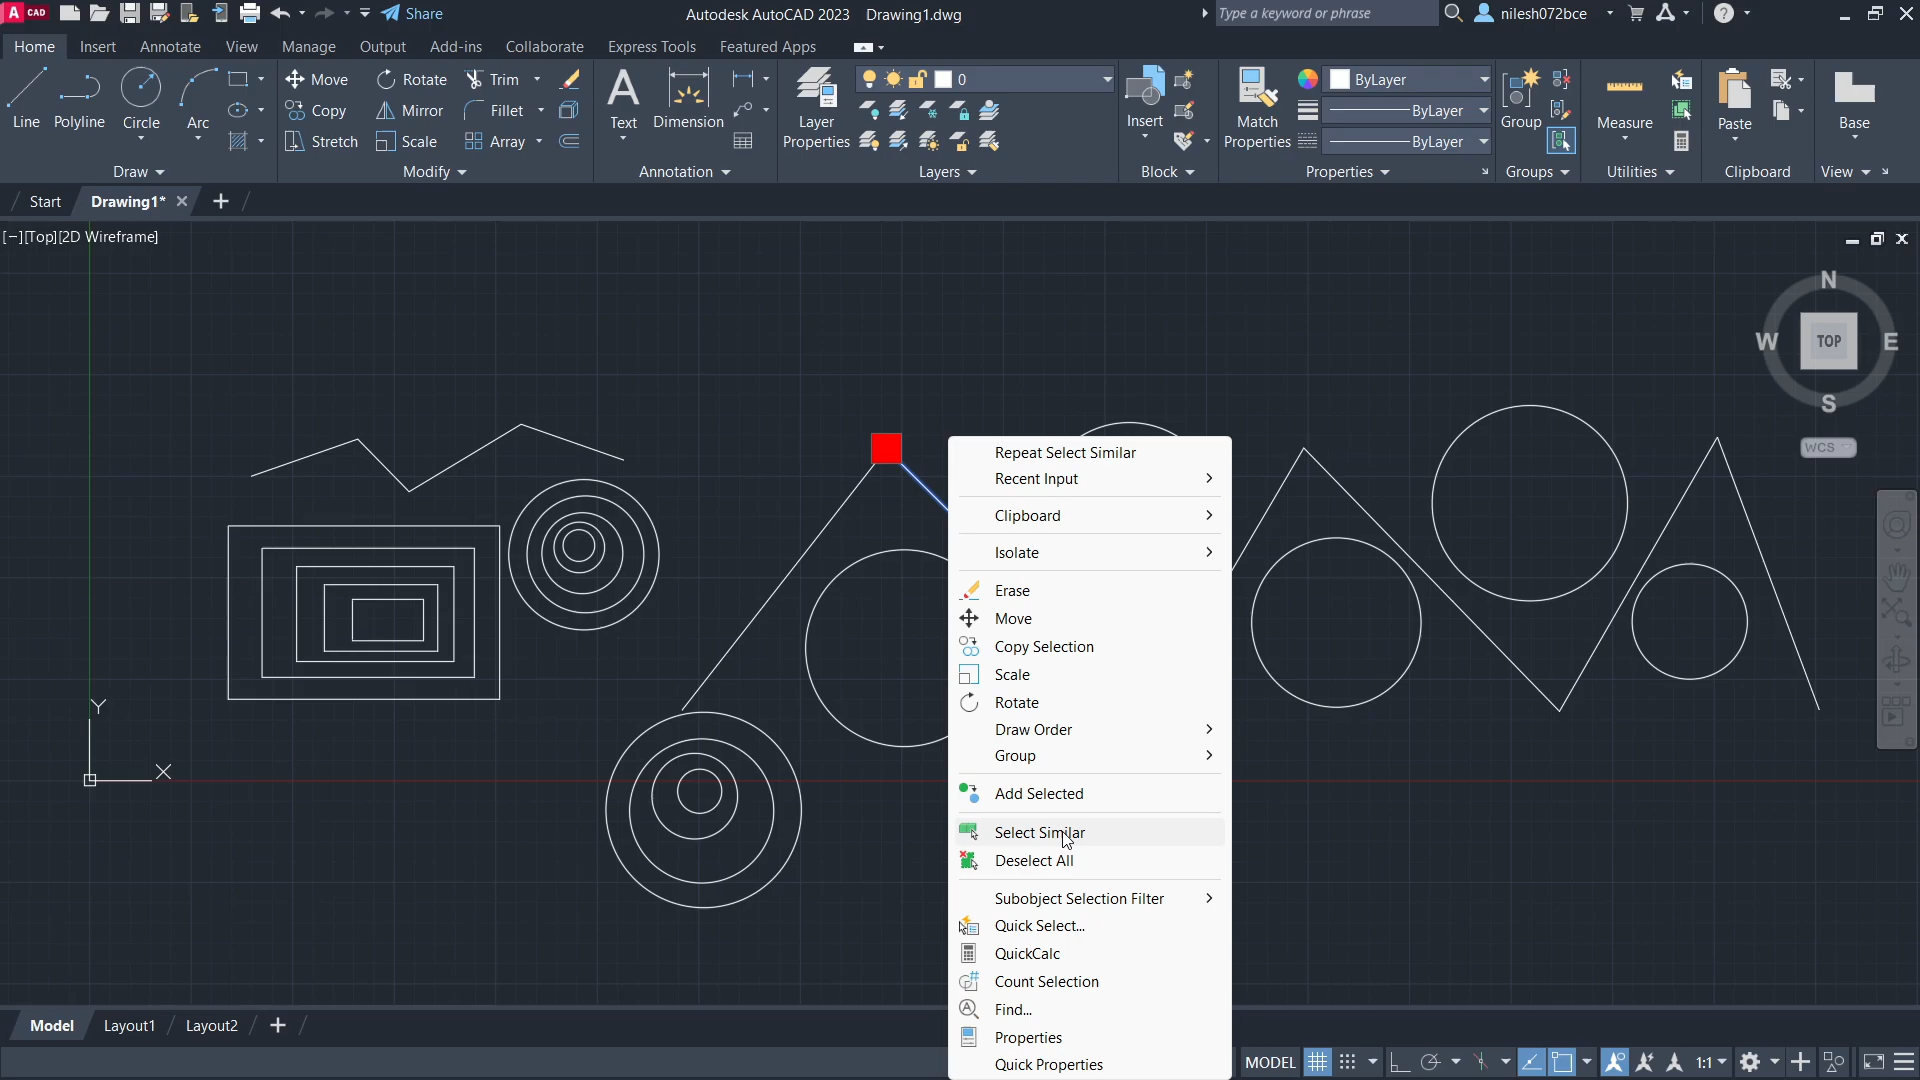 A CAD
Share
Autodesk AutoCAD 2023 Drawing1.dwg
Type a keyword or phrase
nilesh072bce
Home Insert Annotate View Manage Output Add-ins Collaborate Express Tools Featured Apps
Line Polyline Circle Arc
Move Rotate Trim
Copy Mirror Fillet
Stretch Scale Array
Text Dimension
Layer Properties
0
Insert
Match Properties
ByLayer
ByLayer
ByLayer
Group
Measure
Paste
Base
Draw Modify Annotation Layers Block Properties Groups Utilities Clipboard View
Start Drawing1*
[−][Top][2D Wireframe]
N
W TOP E
S
WCS
Y
X
Repeat Select Similar
Recent Input
Clipboard
Isolate
Erase
Move
Copy Selection
Scale
Rotate
Draw Order
Group
Add Selected
Select Similar
Deselect All
Subobject Selection Filter
Quick Select...
QuickCalc
Count Selection
Find...
Properties
Quick Properties
Model Layout1 Layout2
MODEL 1:1